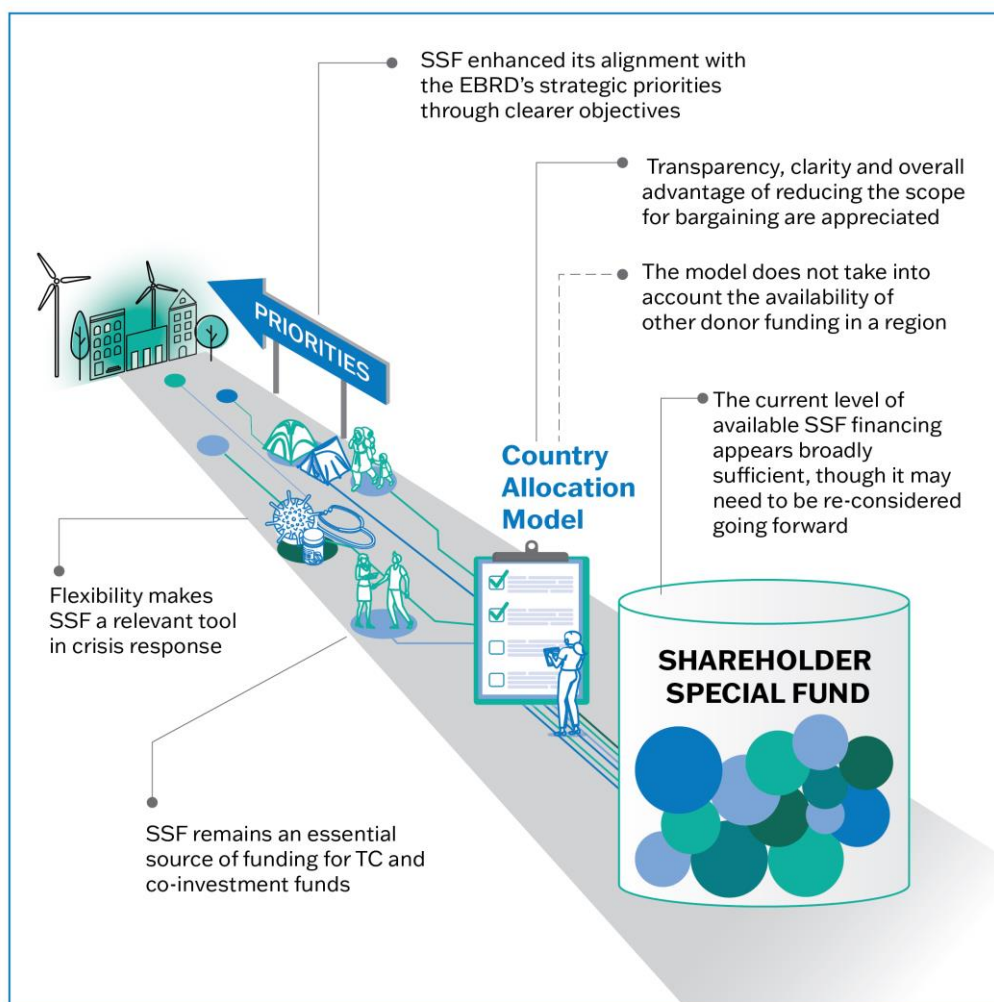 SSF enhanced its alignment with
the EBRD's strategic priorities
through clearer objectives
Transparency, clarity and overall
advantage of reducing the scope
for bargaining are appreciated
The model does not take into
account the availability of
other donor funding in a region
PRIORITIES
The current level of
available SSF financing
appears broadly
sufficient, though it may
need to be re-considered
going forward
Country
Allocation
Model
Flexibility makes
SSF a relevant tool
in crisis response
SHAREHOLDER
SPECIAL FUND
SSF remains an essential
source of funding for TC and
co-investment funds